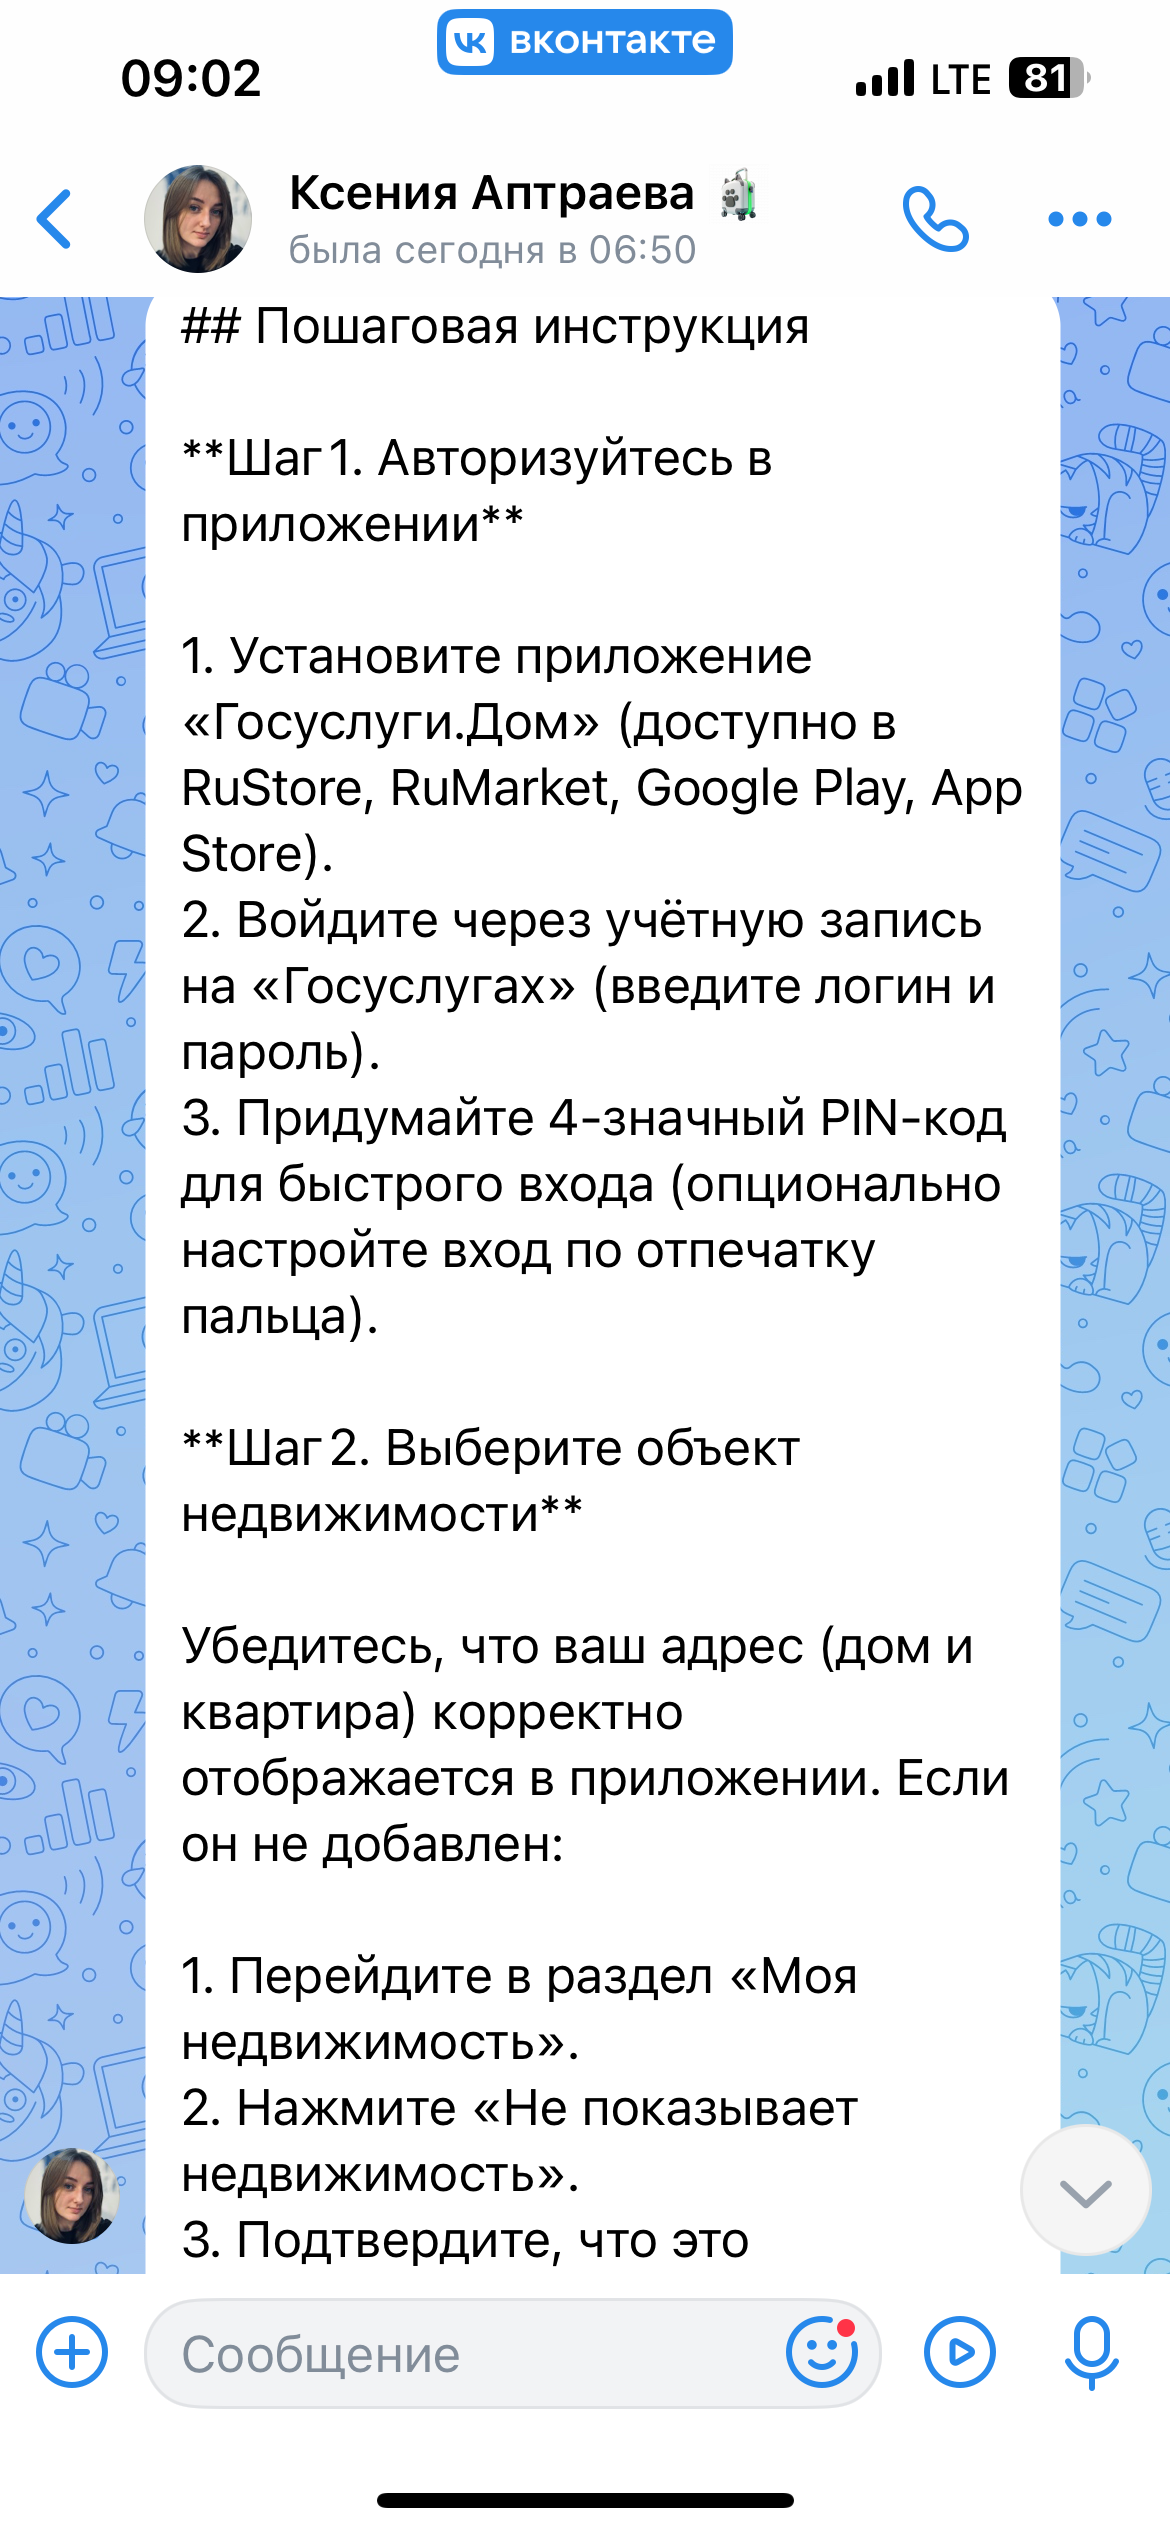 вконтакте
09:02
LTE
81
Ксения Аптраева
была сегодня в 06:50
## Пошаговая инструкция
**Шаг 1. Авторизуйтесь в
приложении**
1. Установите приложение
«Госуслуги.Дом» (доступно в
RuStore, RuMarket, Google Play, App
Store).
2. Войдите через учётную запись
на «Госуслугах» (введите логин и
пароль).
3. Придумайте 4-значный PIN-код
для быстрого входа (опционально
настройте вход по отпечатку
пальца).
**Шаг 2. Выберите объект
недвижимости**
Убедитесь, что ваш адрес (дом и
квартира) корректно
отображается в приложении. Если
он не добавлен:
1. Перейдите в раздел «Моя
недвижимость».
2. Нажмите «Не показывает
недвижимость».
3. Подтвердите, что это
Сообщение